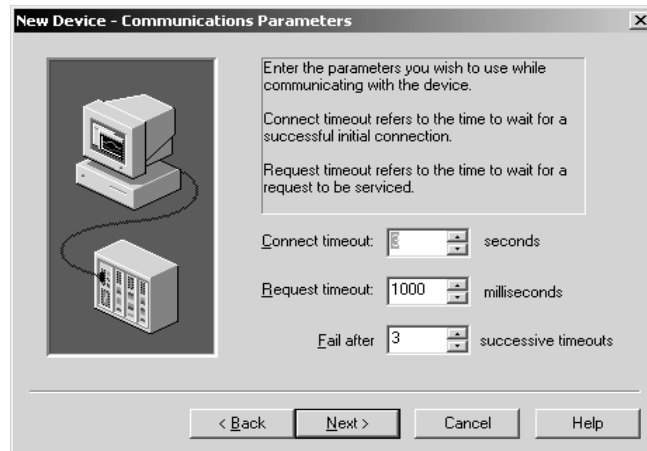 New Device - Communications Parameters
Enter the parameters you wish to use while
communicating with the device.
Connect timeout refers to the time to wait for a
successful initial connection.
Request timeout refers to the time to wait for a
request to be serviced.
Connect timeout: 3 seconds
Request timeout: 1000 milliseconds
Fail after 3 successive timeouts
< Back Next > Cancel Help